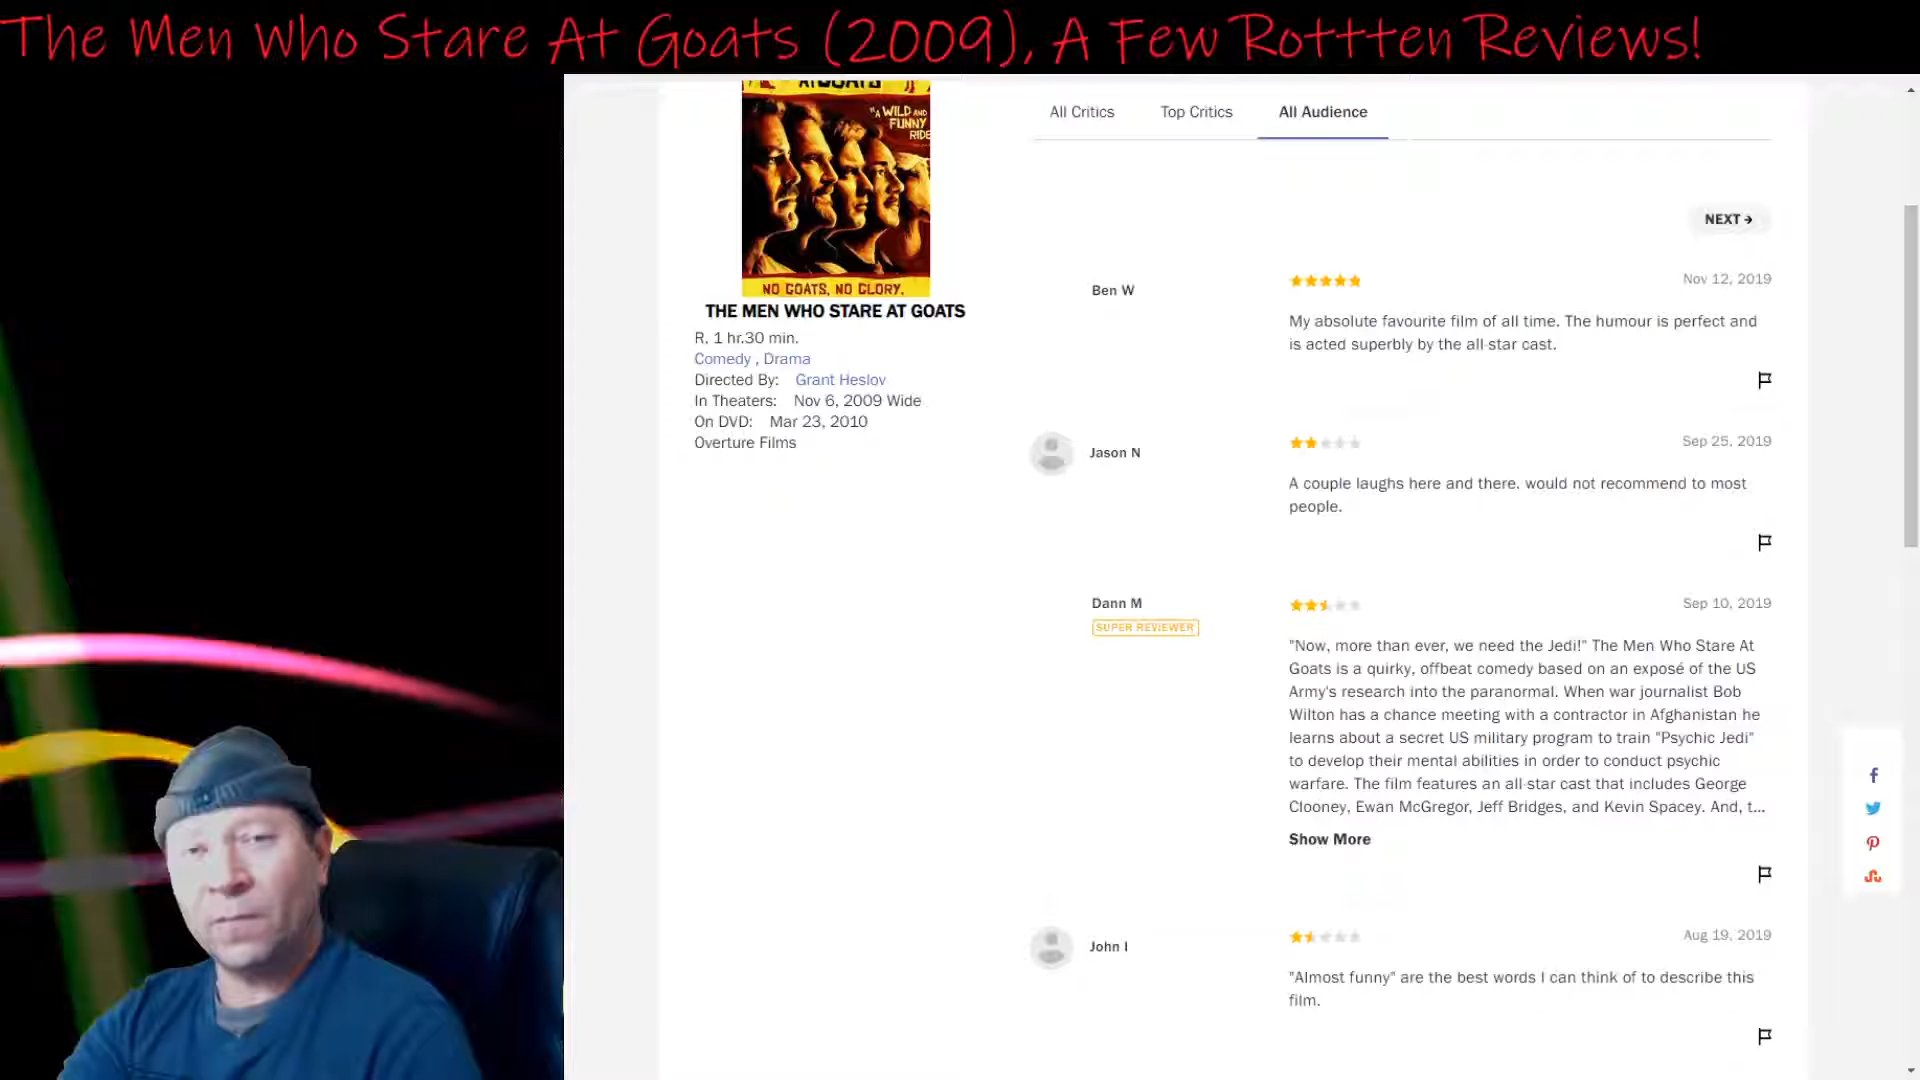 The Men Who Stare At Goats (2009), A Few Rottten Reviews!
AT GOATS
"A WILD AND
FUNNY
RIDE
NO GOATS, NO GLORY.
THE MEN WHO STARE AT GOATS
R, 1 hr.30 min.
Comedy , Drama
Directed By: Grant Heslov
In Theaters: Nov 6, 2009 Wide
On DVD: Mar 23, 2010
Overture Films
All Critics Top Critics All Audience
NEXT
Ben W
Nov 12, 2019
My absolute favourite film of all time. The humour is perfect and
is acted superbly by the all-star cast.
Jason N
Sep 25, 2019
A couple laughs here and there. would not recommend to most
people.
Dann M
SUPER REVIEWER
Sep 10, 2019
"Now, more than ever, we need the Jedi!" The Men Who Stare At
Goats is a quirky, offbeat comedy based on an exposé of the US
Army's research into the paranormal. When war journalist Bob
Wilton has a chance meeting with a contractor in Afghanistan he
learns about a secret US military program to train "Psychic Jedi"
to develop their mental abilities in order to conduct psychic
warfare. The film features an all-star cast that includes George
Clooney, Ewan McGregor, Jeff Bridges, and Kevin Spacey. And, t...
Show More
John I
Aug 19, 2019
"Almost funny" are the best words I can think of to describe this
film.